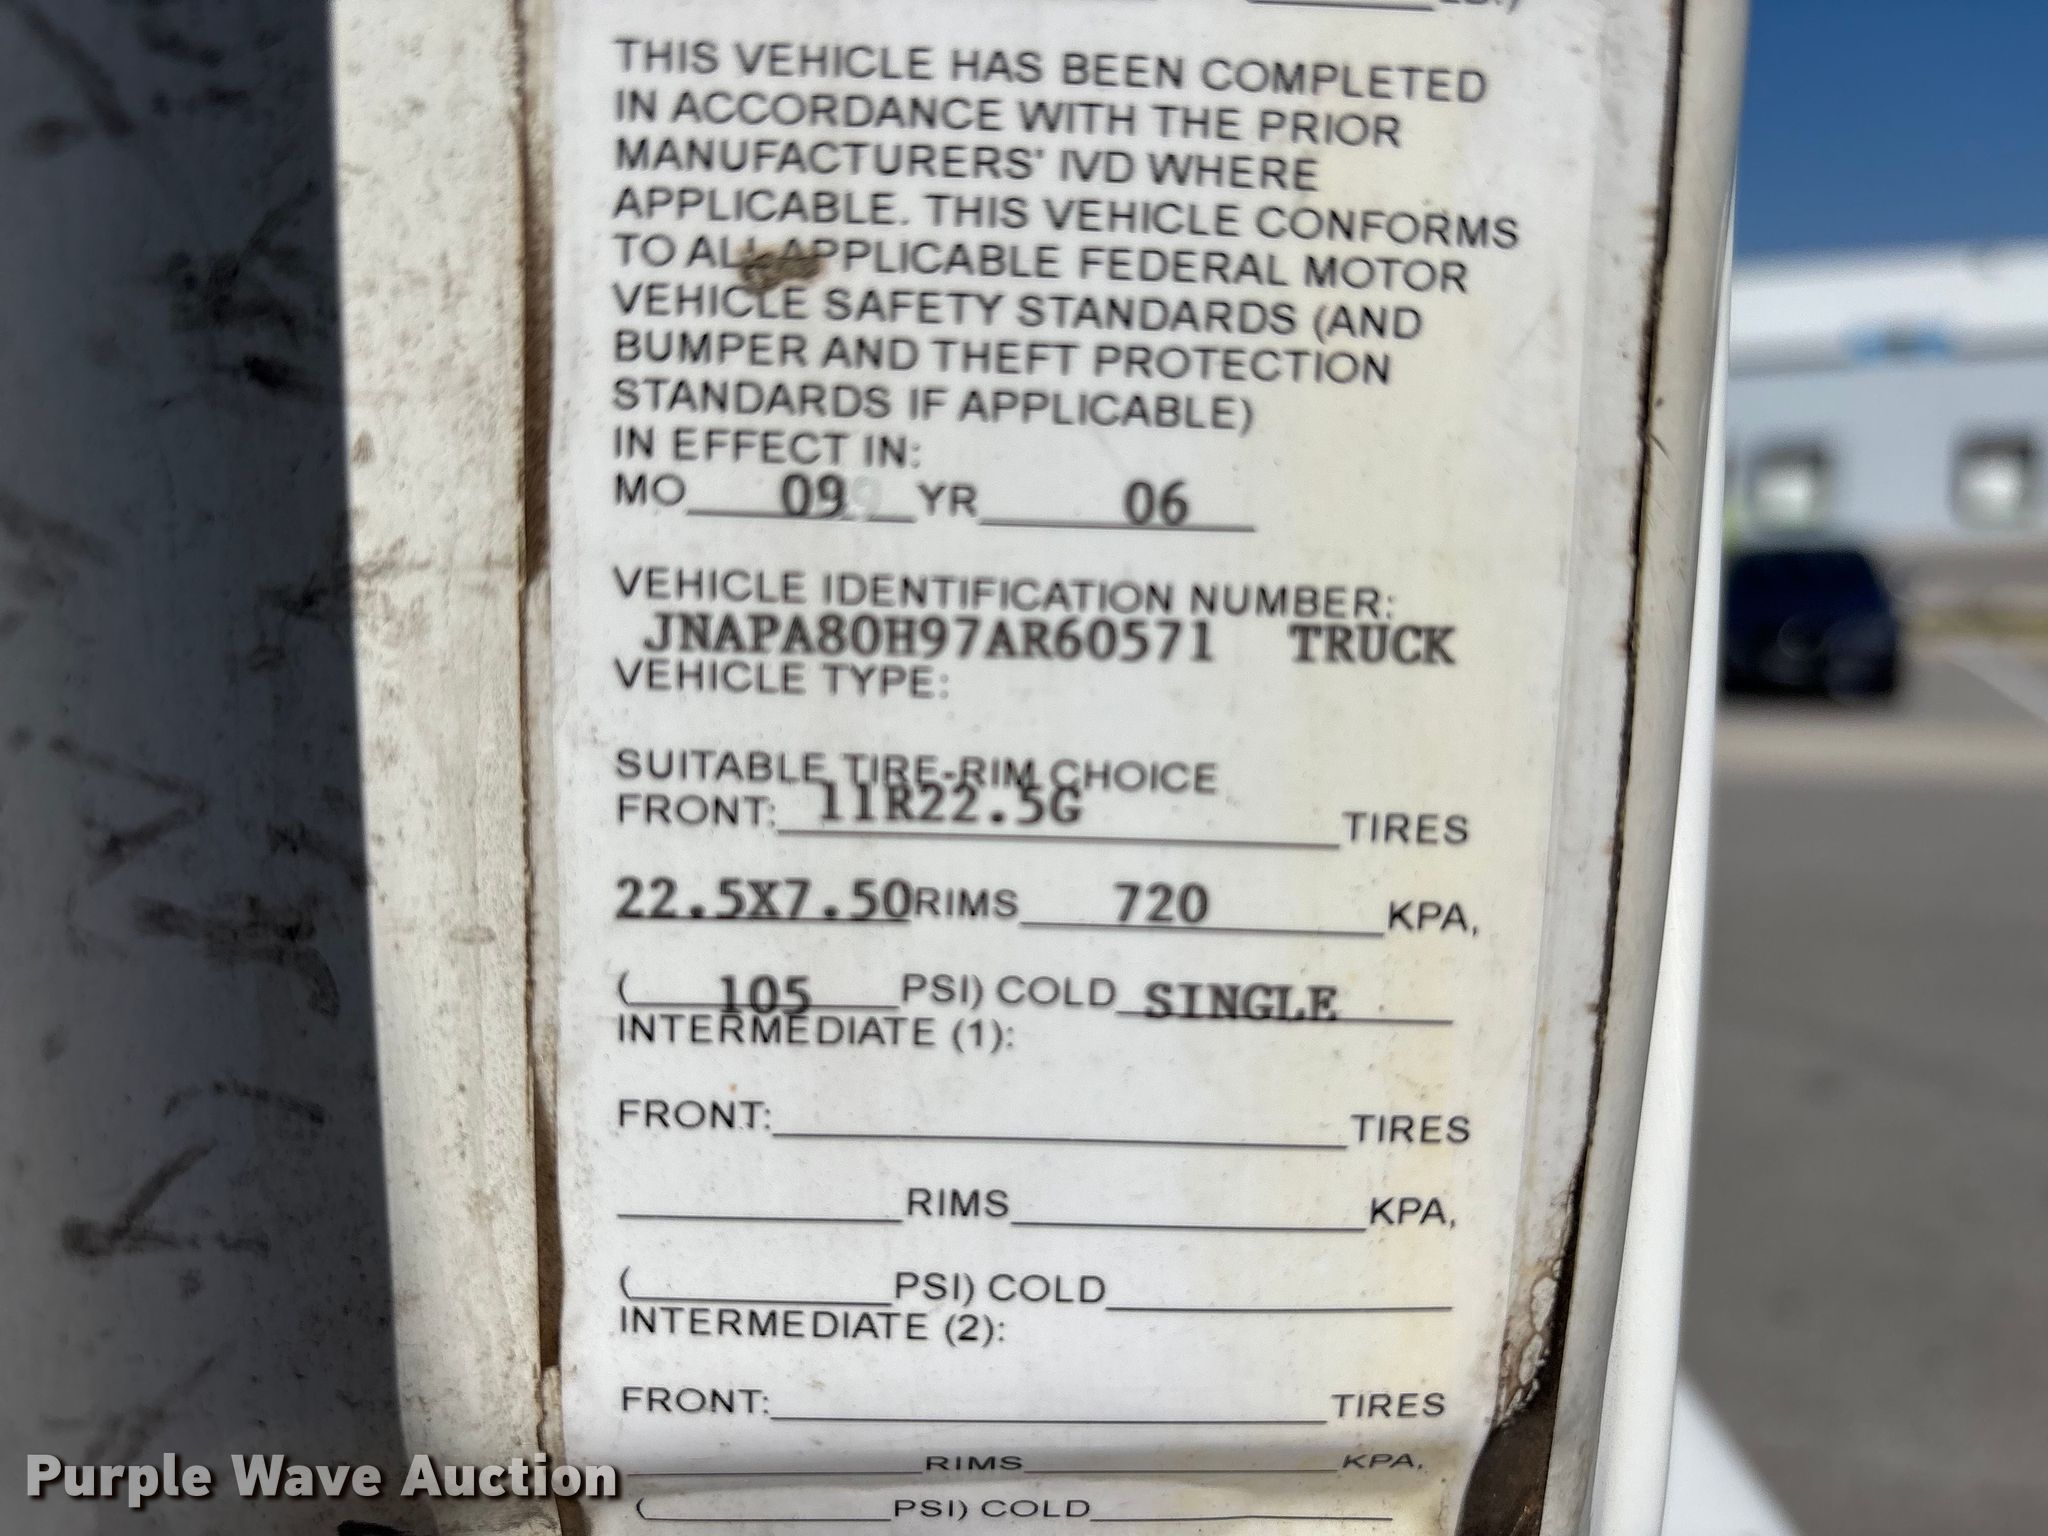 THIS VEHICLE HAS BEEN COMPLETED
IN ACCORDANCE WITH THE PRIOR
MANUFACTURERS' IVD WHERE
APPLICABLE. THIS VEHICLE CONFORMS
TO ALL APPLICABLE FEDERAL MOTOR
VEHICLE SAFETY STANDARDS (AND
BUMPER AND THEFT PROTECTION
STANDARDS IF APPLICABLE)
IN EFFECT IN:
MO 09 YR 06
VEHICLE IDENTIFICATION NUMBER:
JNAPA80H97AR60571 TRUCK
VEHICLE TYPE:
SUITABLE TIRE-RIM CHOICE
FRONT: 11R22.5G TIRES
22.5X7.50 RIMS 720 KPA,
( 105 PSI) COLD SINGLE
INTERMEDIATE (1):
FRONT: TIRES
RIMS KPA,
( PSI) COLD
INTERMEDIATE (2):
FRONT: TIRES
RIMS KPA,
( PSI) COLD
Purple Wave Auction